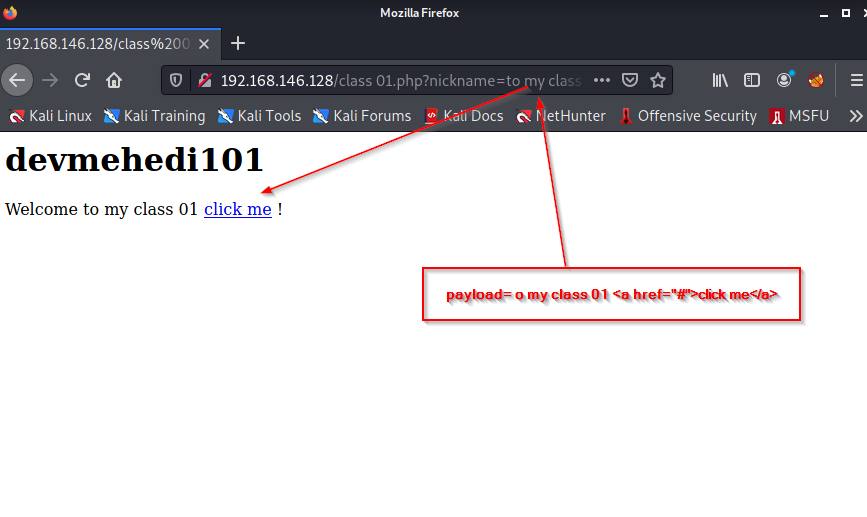 Mozilla Firefox
192.168.146.128/class%200
192.168.146.128/class 01.php?nickname=to my class
Kali Linux Kali Training Kali Tools Kali Forums Kali Docs NetHunter Offensive Security MSFU
devmehedi101
Welcome to my class 01 click me !
payload= o my class 01 <a href="#">click me</a>